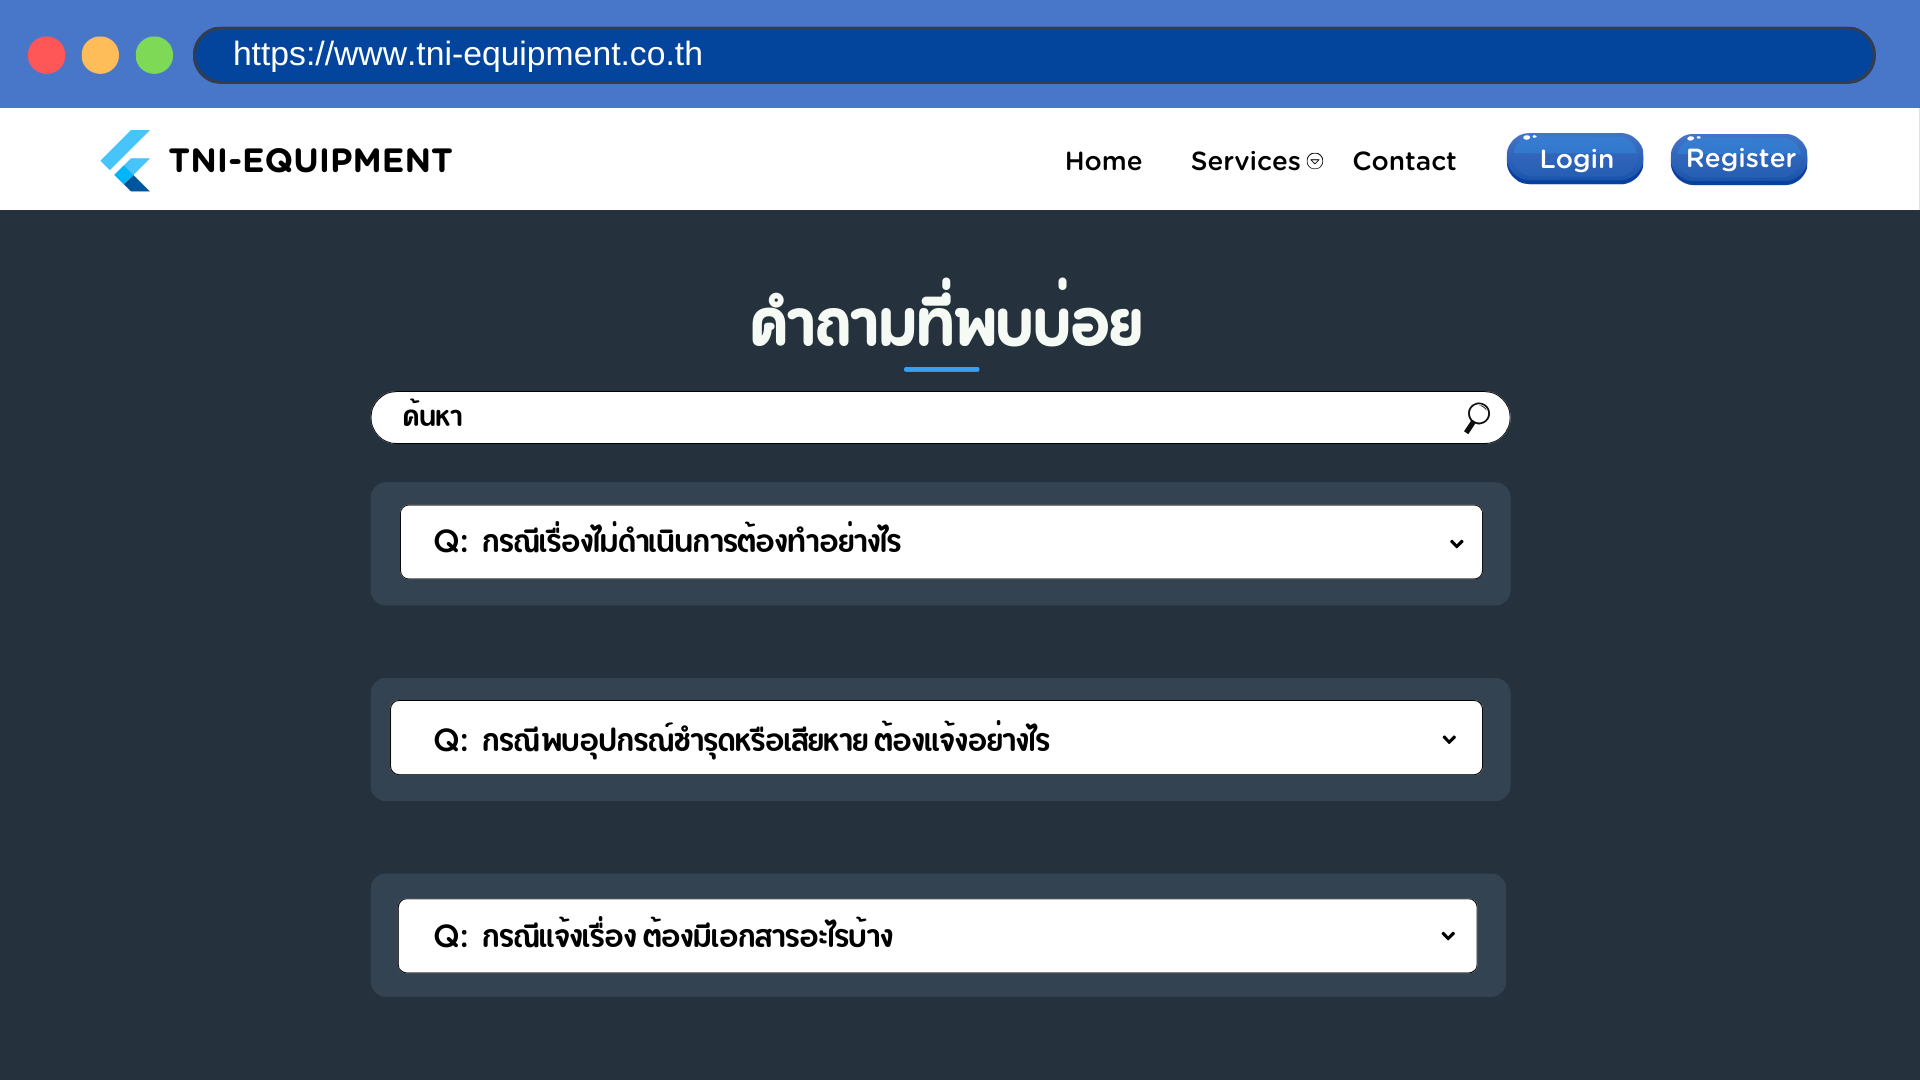 https://www.tni-equipment.co.th
TNI-EQUIPMENT
Home Services Contact Login Register
คำถามที่พบบ่อย
ค้นหา
Q: กรณีเรื่องไม่ดำเนินการต้องทำอย่างไร
Q: กรณีพบอุปกรณ์ชำรุดหรือเสียหาย ต้องแจ้งอย่างไร
Q: กรณีแจ้งเรื่อง ต้องมีเอกสารอะไรบ้าง